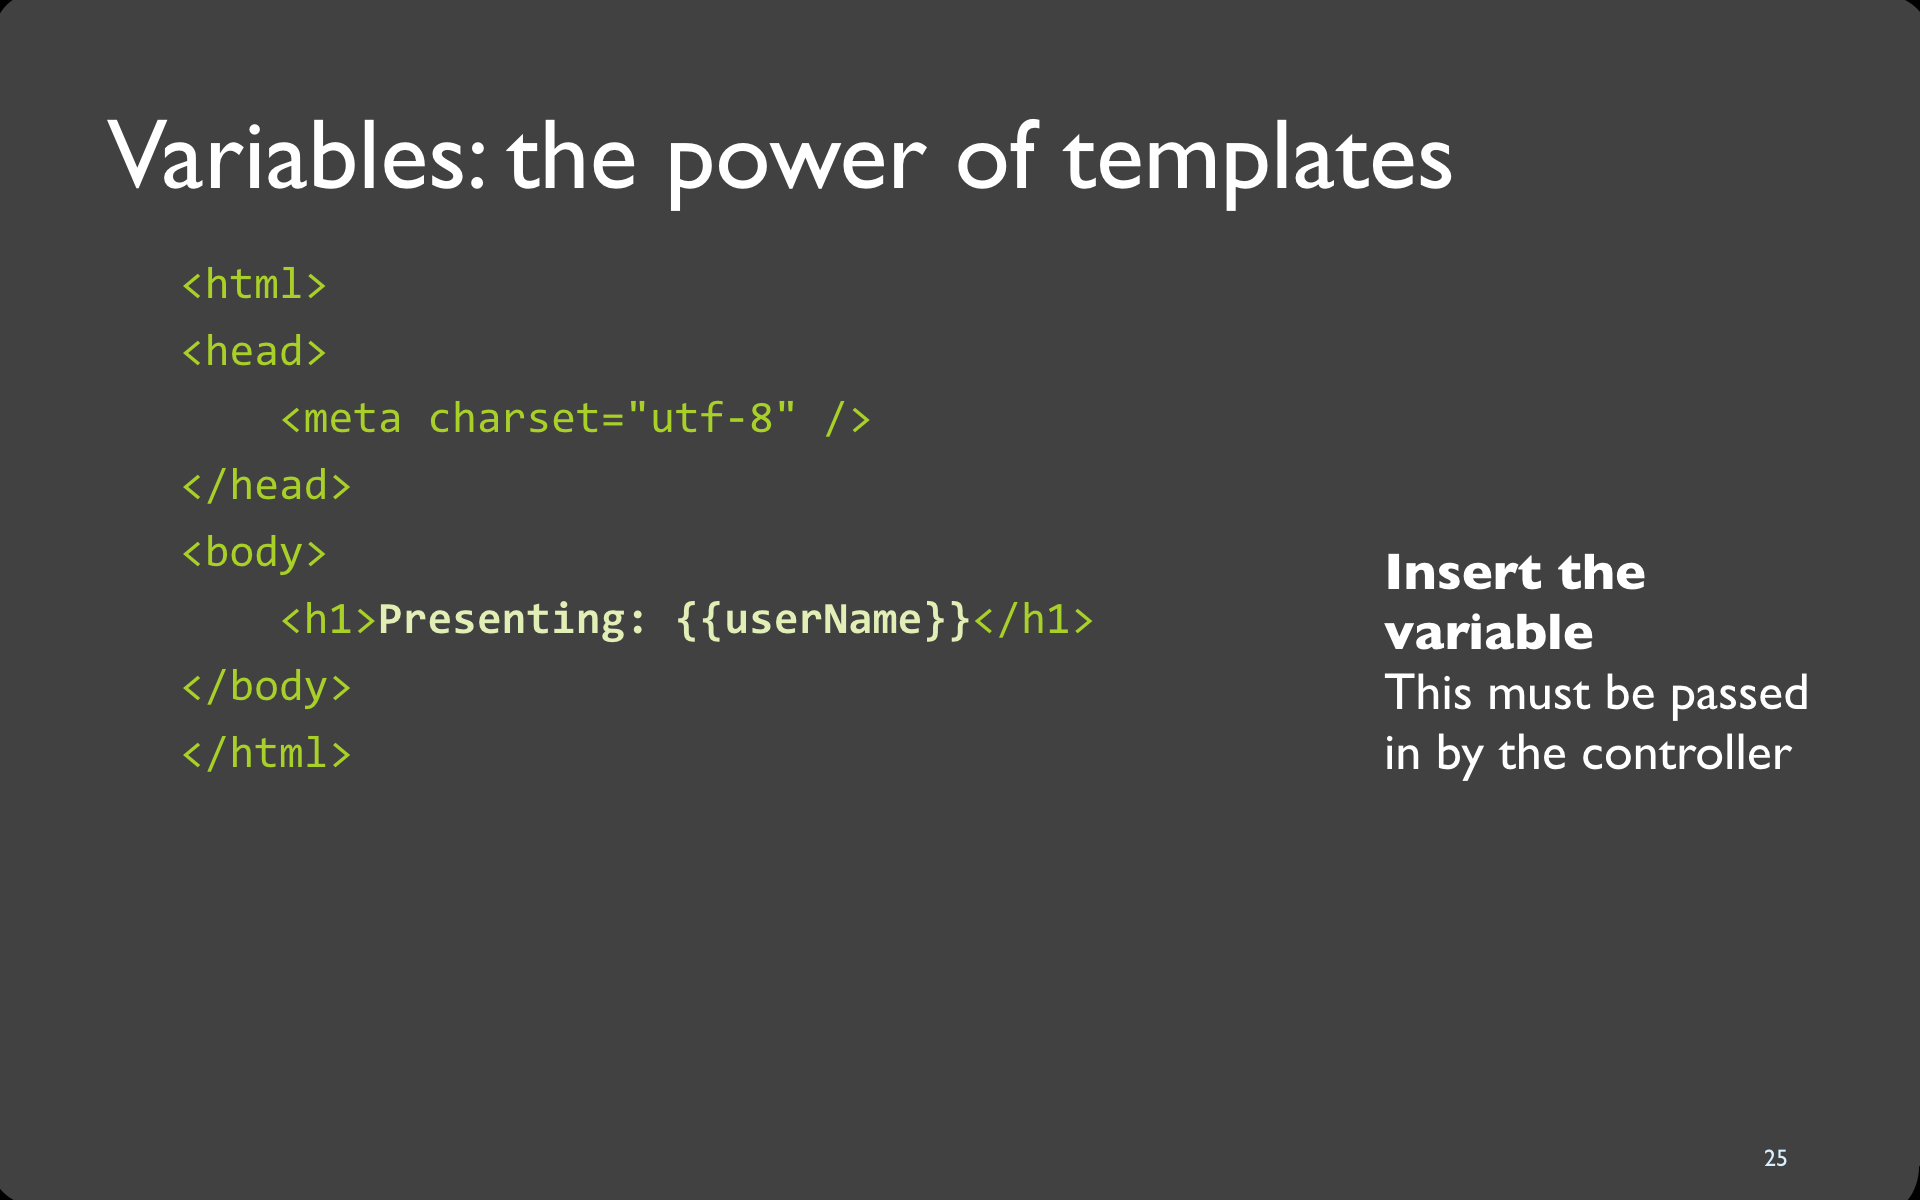 Variables: the power of templates
<html>
<head>
    <meta charset="utf-8" />
</head>
<body>
    <h1>Presenting: {{userName}}</h1>
</body>
</html>
Insert the
variable
This must be passed
in by the controller
25